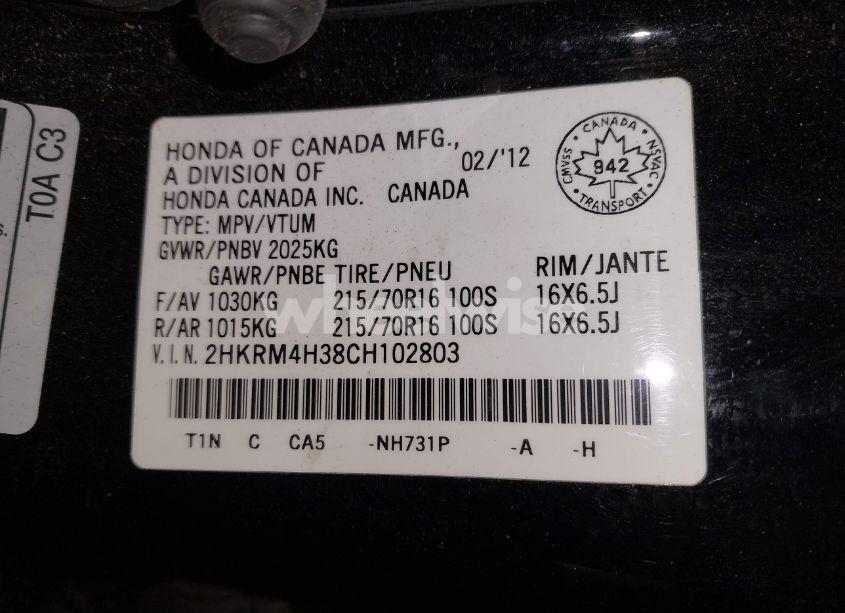 HONDA OF CANADA MFG.,
A DIVISION OF 02/'12
HONDA CANADA INC. CANADA
TYPE: MPV/VTUM
GVWR/PNBV 2025KG
GAWR/PNBE TIRE/PNEU RIM/JANTE
F/AV 1030KG 215/70R16 100S 16X6.5J
R/AR 1015KG 215/70R16 100S 16X6.5J
V.I.N. 2HKRM4H38CH102803
T1N C CA5 -NH731P -A -H
CANADA
CMVSS 942 NSVAC
TRANSPORT
T0A C3
wheelwise